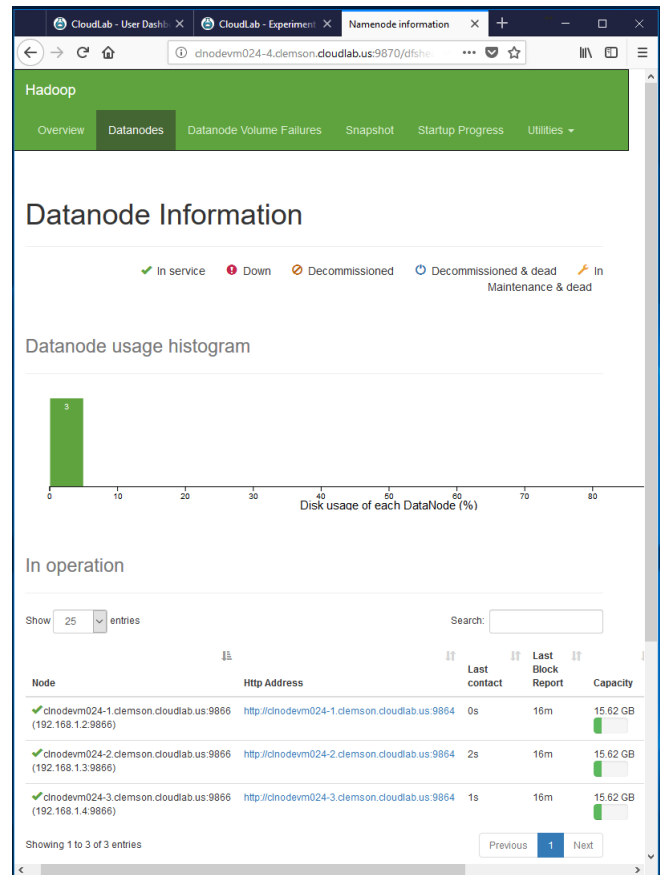 CloudLab - User Dashb
CloudLab - Experiment
Namenode information
clnodevm024-4.clemson.cloudlab.us:9870/dfshe
Hadoop
Overview Datanodes Datanode Volume Failures Snapshot Startup Progress Utilities
Datanode Information
In service Down Decommissioned Decommissioned & dead In
Maintenance & dead
Datanode usage histogram
3
0 10 20 30 40 50 60 70 80
Disk usage of each DataNode (%)
In operation
Show 25 entries Search:
Node Http Address Last contact Last Block Report Capacity
clnodevm024-1.clemson.cloudlab.us:9866 http://clnodevm024-1.clemson.cloudlab.us:9864 0s 16m 15.62 GB
(192.168.1.2:9866)
clnodevm024-2.clemson.cloudlab.us:9866 http://clnodevm024-2.clemson.cloudlab.us:9864 2s 16m 15.62 GB
(192.168.1.3:9866)
clnodevm024-3.clemson.cloudlab.us:9866 http://clnodevm024-3.clemson.cloudlab.us:9864 1s 16m 15.62 GB
(192.168.1.4:9866)
Showing 1 to 3 of 3 entries Previous 1 Next